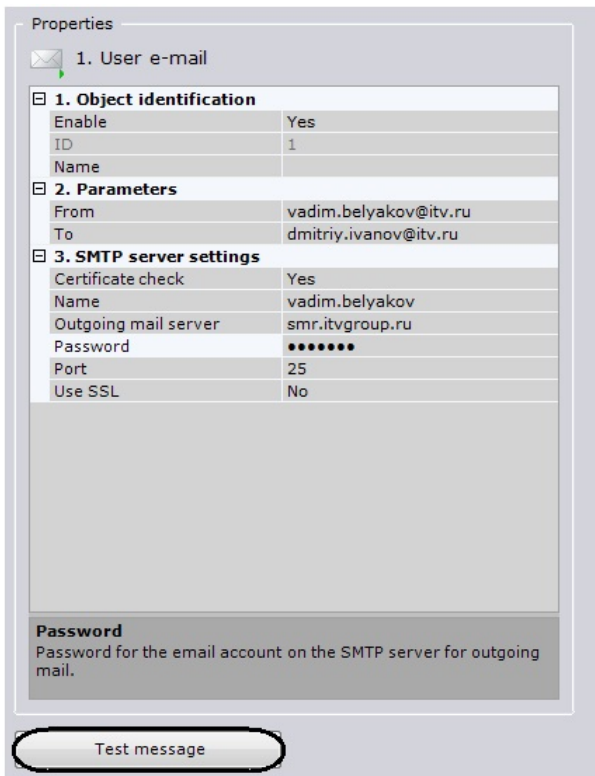 Properties
1. User e-mail
1. Object identification
Enable Yes
ID 1
Name
2. Parameters
From vadim.belyakov@itv.ru
To dmitriy.ivanov@itv.ru
3. SMTP server settings
Certificate check Yes
Name vadim.belyakov
Outgoing mail server smr.itvgroup.ru
Password •••••••
Port 25
Use SSL No
Password
Password for the email account on the SMTP server for outgoing
mail.
Test message